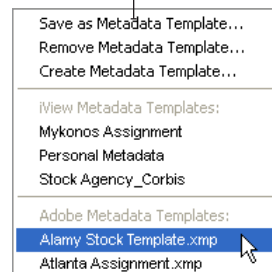 Save as Metadata Template...
Remove Metadata Template...
Create Metadata Template...
iView Metadata Templates:
Mykonos Assignment
Personal Metadata
Stock Agency_Corbis
Adobe Metadata Templates:
Alamy Stock Template.xmp
Atlanta Assignment.xmp